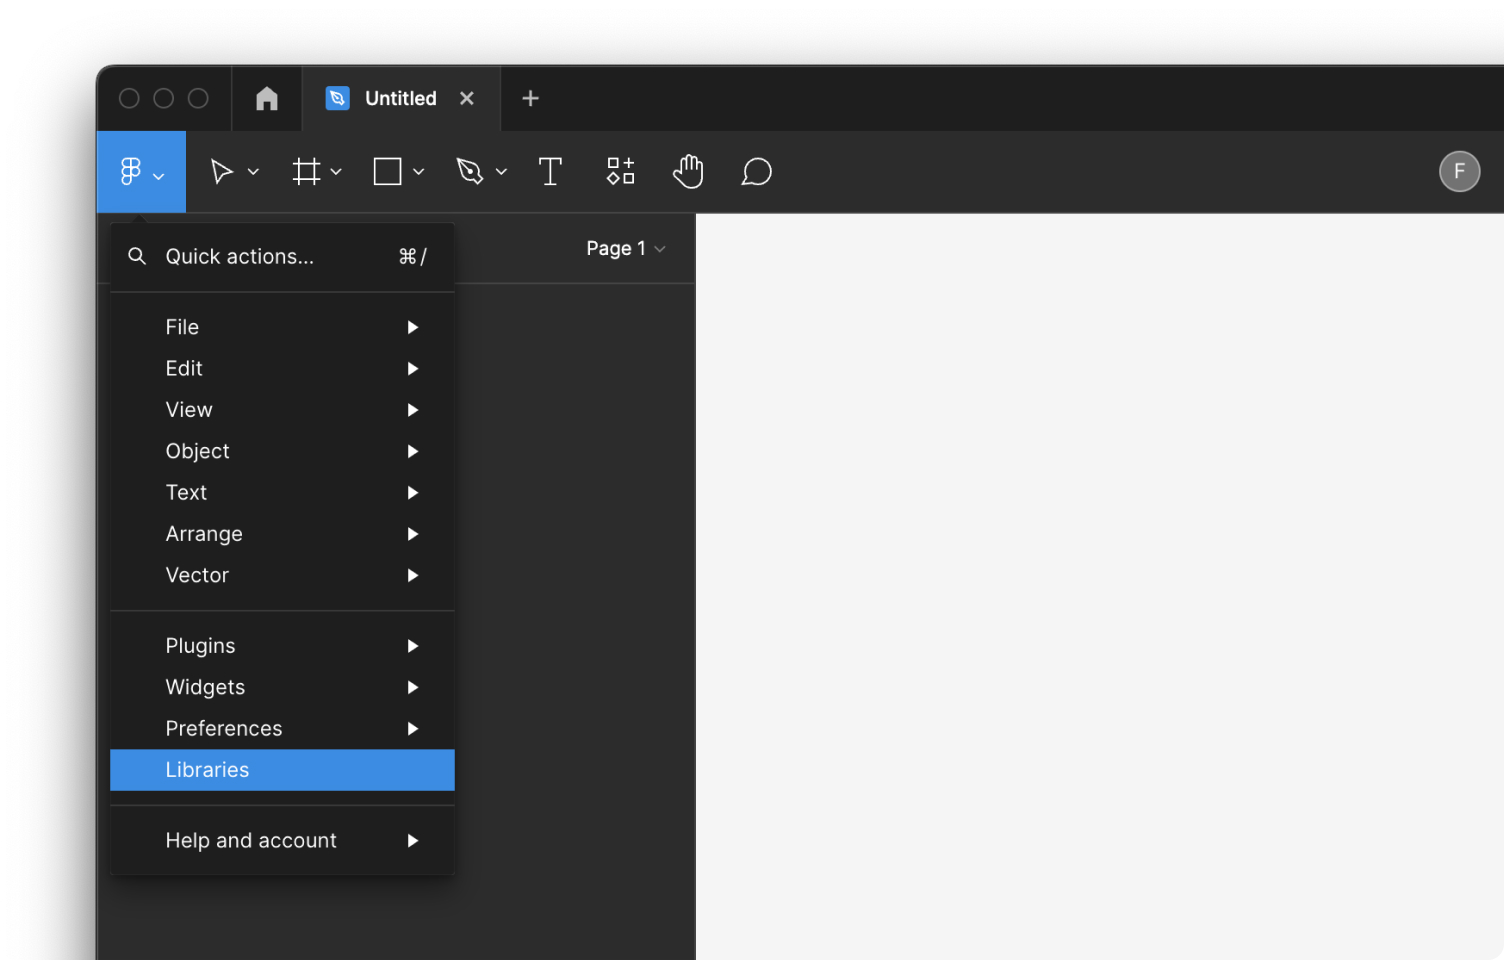 Untitled
F
Page 1
Quick actions... ⌘/
File
Edit
View
Object
Text
Arrange
Vector
Plugins
Widgets
Preferences
Libraries
Help and account